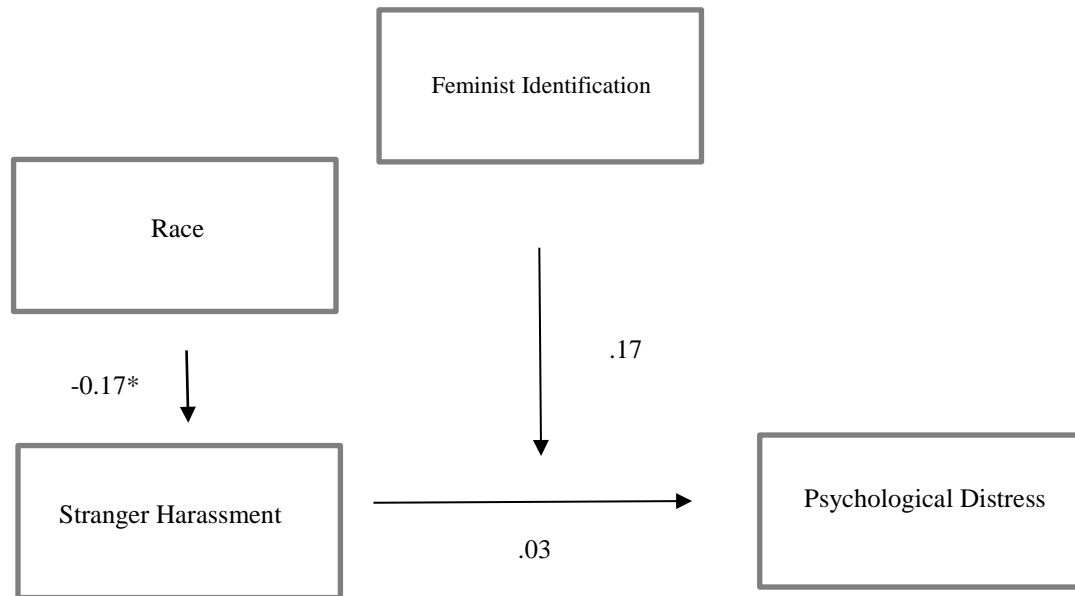 Feminist Identification
Race
.17
-0.17*
Stranger Harassment
Psychological Distress
.03